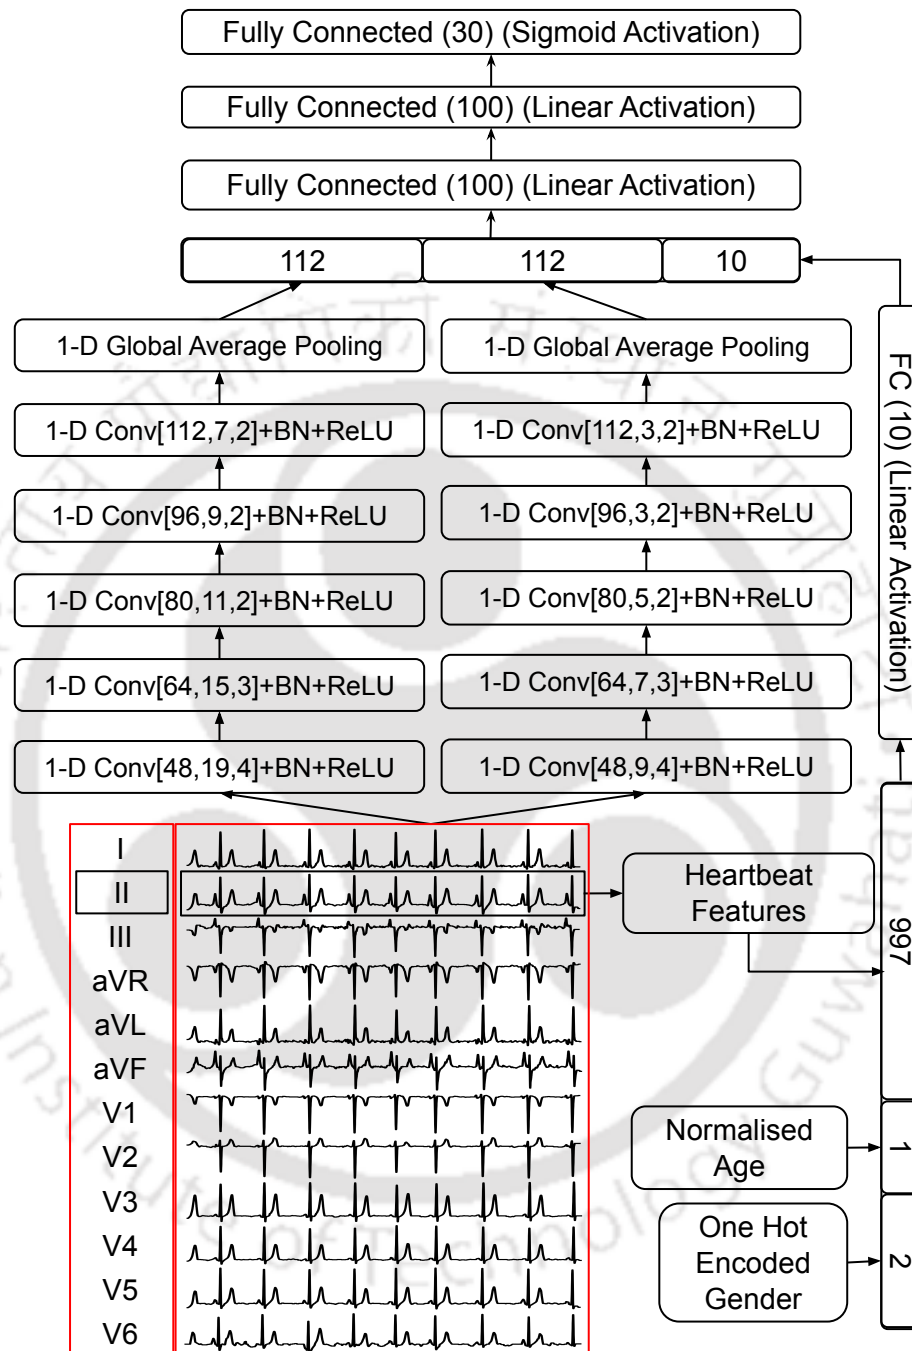 Fully Connected (30) (Sigmoid Activation)
Fully Connected (100) (Linear Activation)
Fully Connected (100) (Linear Activation)
112 112 10
1-D Global Average Pooling
1-D Conv[112,7,2]+BN+ReLU
1-D Conv[96,9,2]+BN+ReLU
1-D Conv[80,11,2]+BN+ReLU
1-D Conv[64,15,3]+BN+ReLU
1-D Conv[48,19,4]+BN+ReLU
1-D Global Average Pooling
1-D Conv[112,3,2]+BN+ReLU
1-D Conv[96,3,2]+BN+ReLU
1-D Conv[80,5,2]+BN+ReLU
1-D Conv[64,7,3]+BN+ReLU
1-D Conv[48,9,4]+BN+ReLU
FC (10) (Linear Activation)
I
II
III
aVR
aVL
aVF
V1
V2
V3
V4
V5
V6
Heartbeat
Features
997
Normalised
Age
1
One Hot
Encoded
Gender
2
Institute of Technology Guwahati